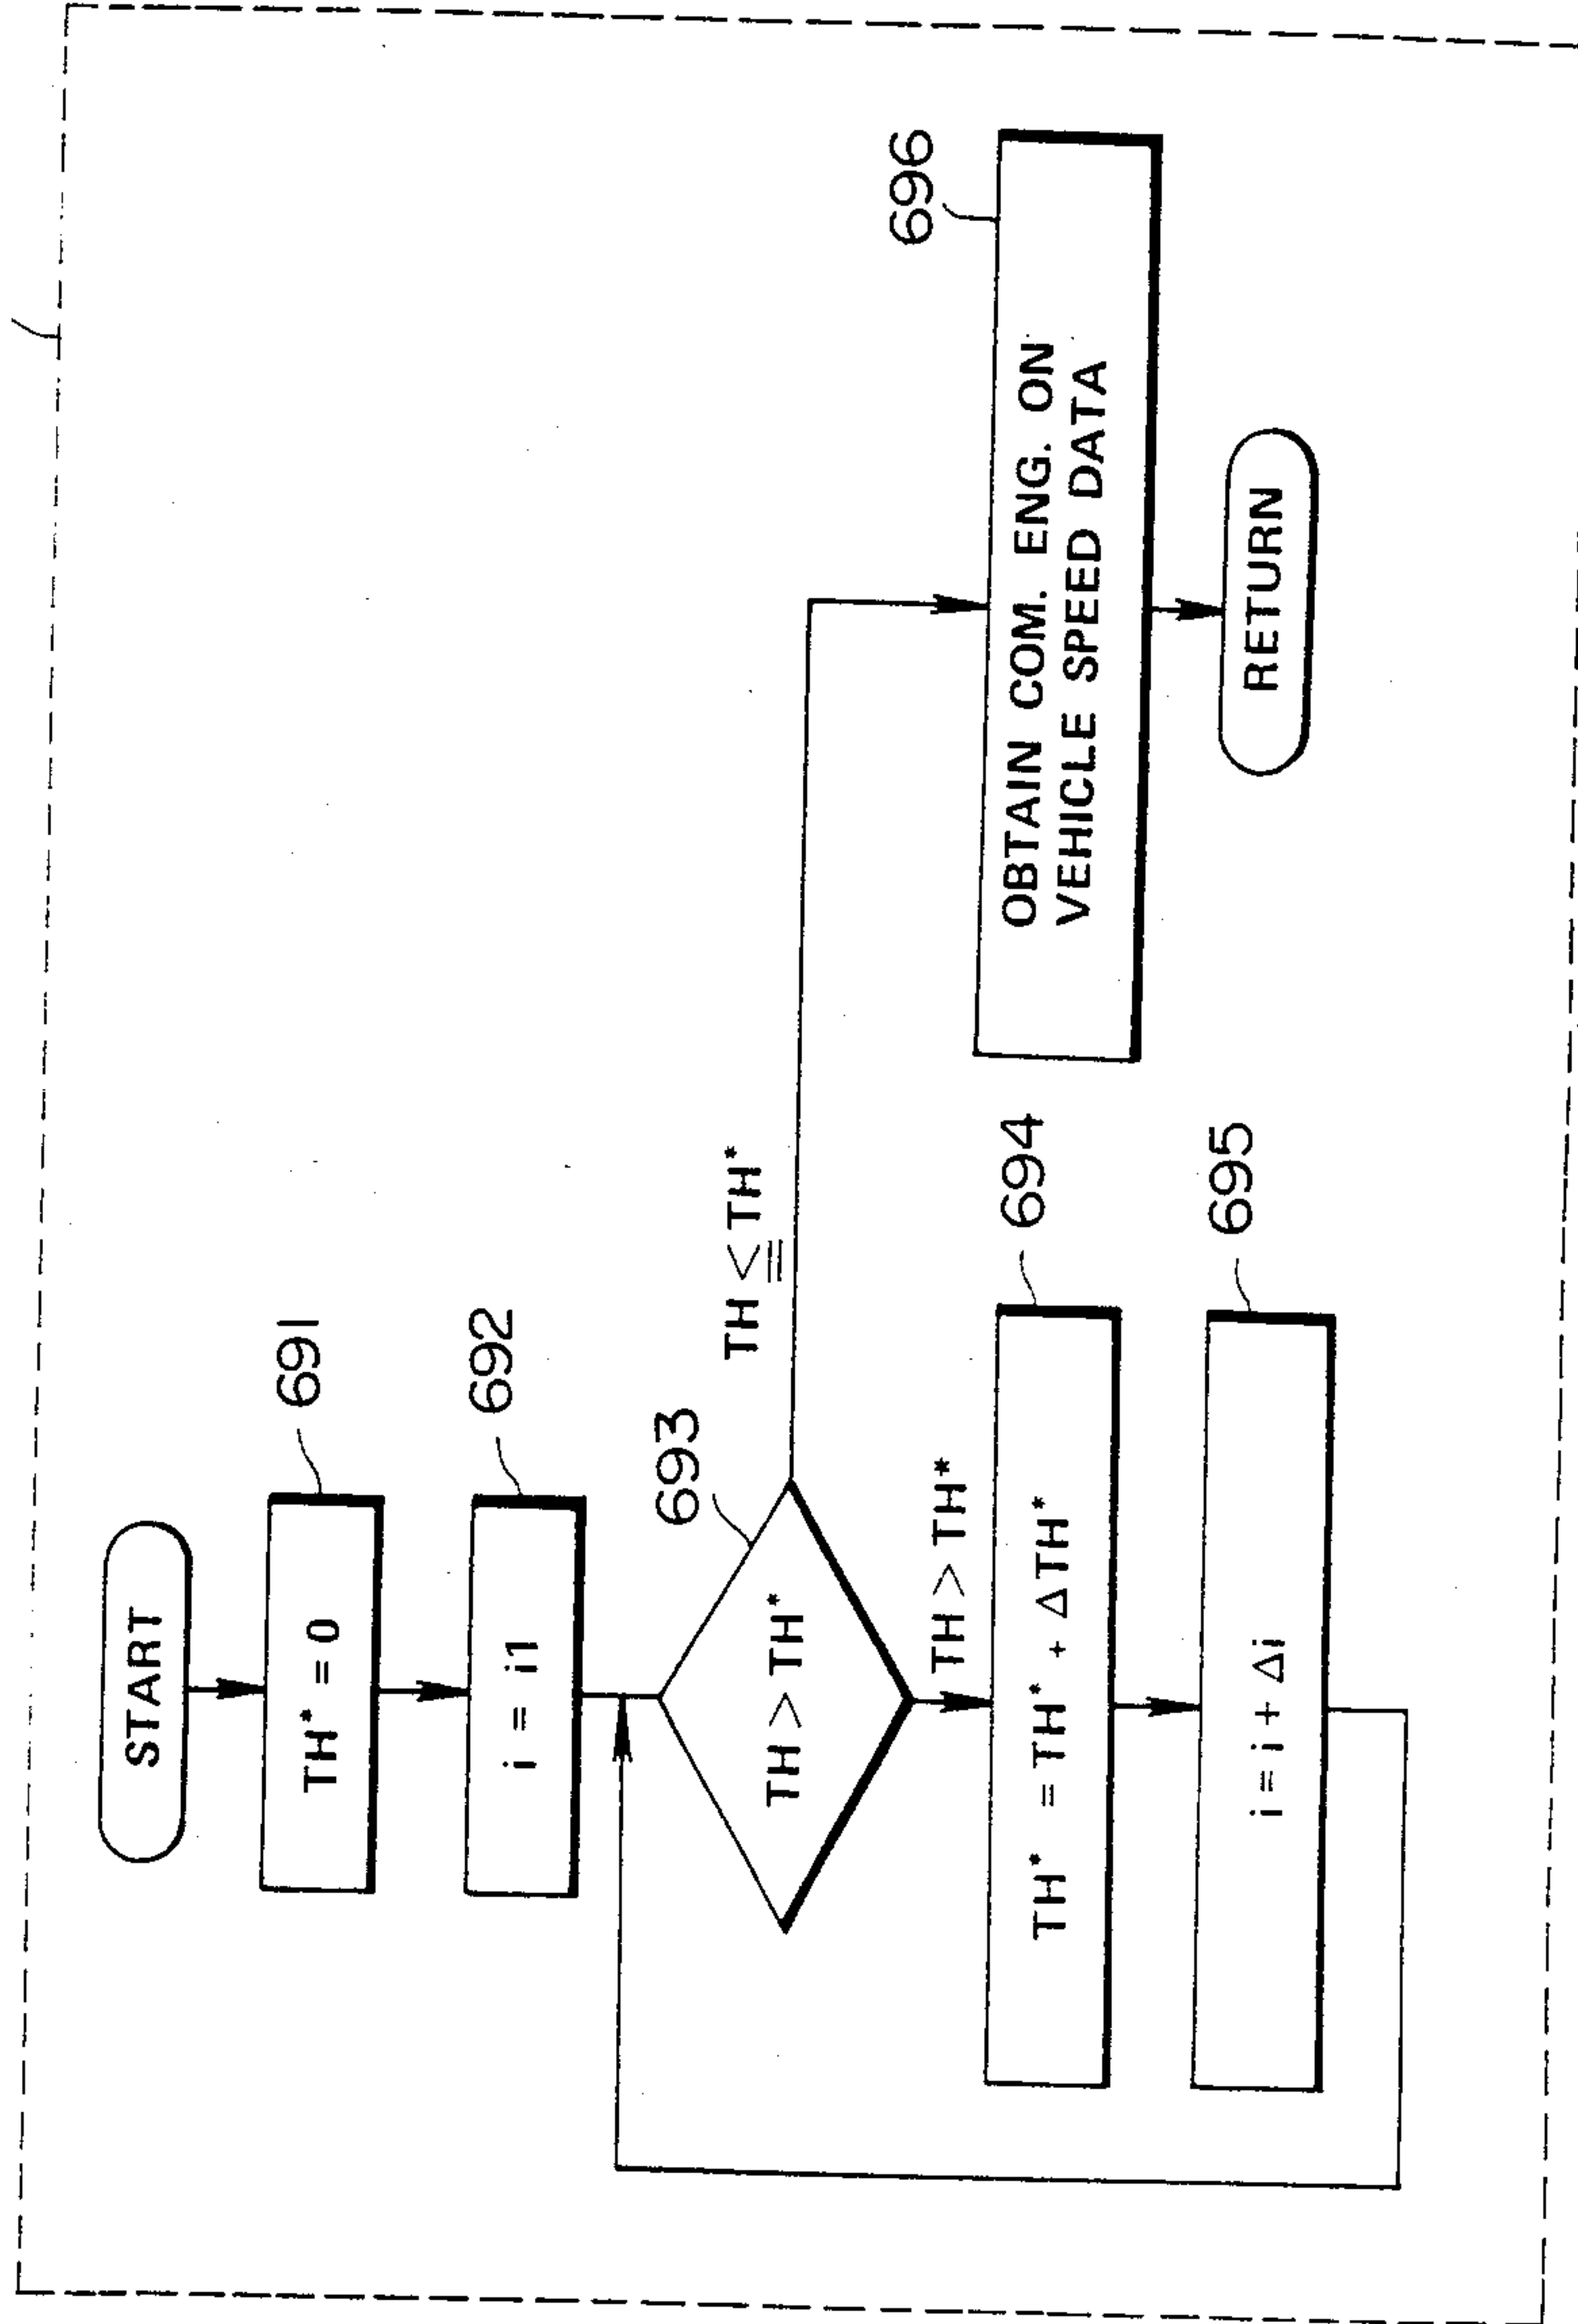 START
691
TH* = 0
692
i = i1
693
TH > TH*
TH ≦ TH*
TH > TH*
694
TH* = TH* + ΔTH*
695
i = i + Δi
696
OBTAIN COM. ENG. ON
VEHICLE SPEED DATA
RETURN